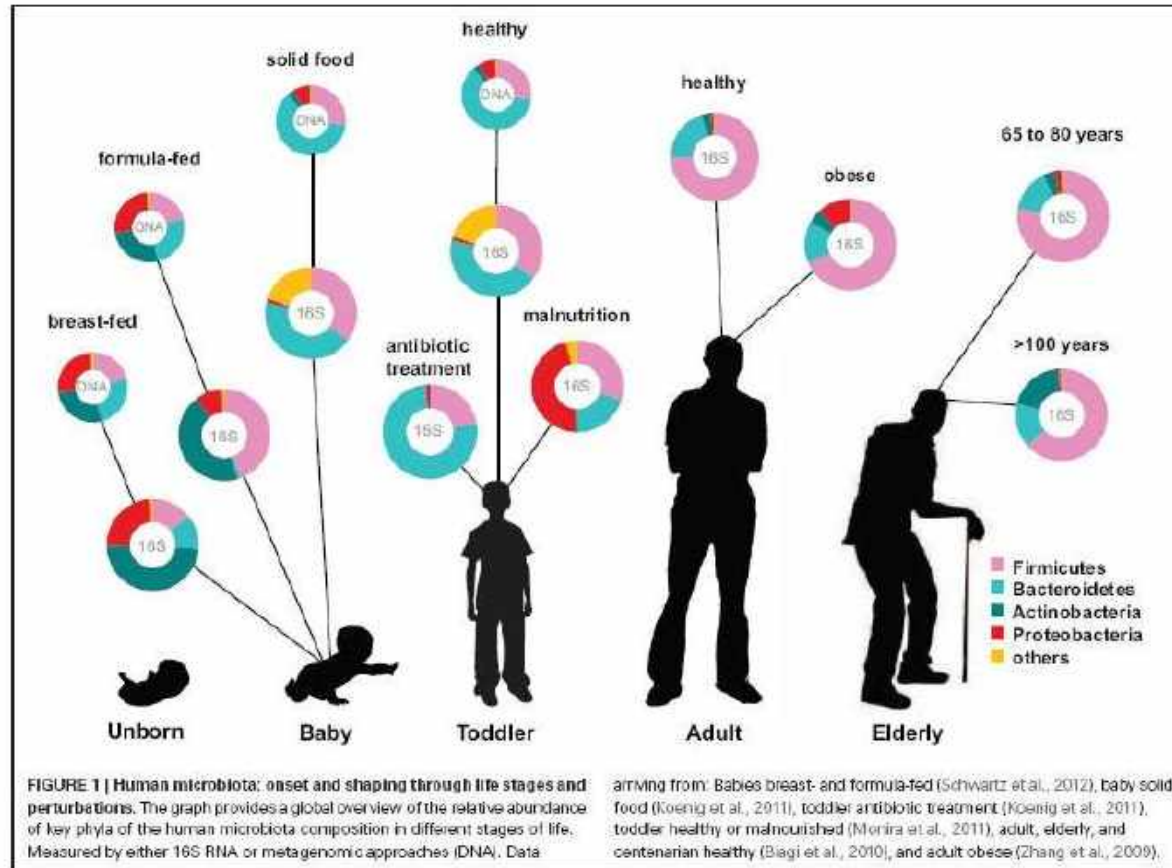 healthy
DNA
solid food
DNA
healthy
16S
65 to 80 years
16S
formula-fed
DNA
obese
16S
16S
16S
breast-fed
DNA
malnutrition
16S
>100 years
16S
antibiotic
treatment
16S
16S
16S
Firmicutes
Bacteroidetes
Actinobacteria
Proteobacteria
others
Unborn
Baby
Toddler
Adult
Elderly
FIGURE 1 | Human microbiota: onset and shaping through life stages and
perturbations. The graph provides a global overview of the relative abundance
of key phyla of the human microbiota composition in different stages of life.
Measured by either 16S RNA or metagenomic approaches (DNA). Data
arriving from: Babies breast- and formula-fed (Schwartz et al., 2012), baby solid
food (Koenig et al., 2011), toddler antibiotic treatment (Koenig et al., 2011),
toddler healthy or malnourished (Monira et al., 2011), adult, elderly, and
centenarian healthy (Biagi et al., 2010), and adult obese (Zhang et al., 2009).